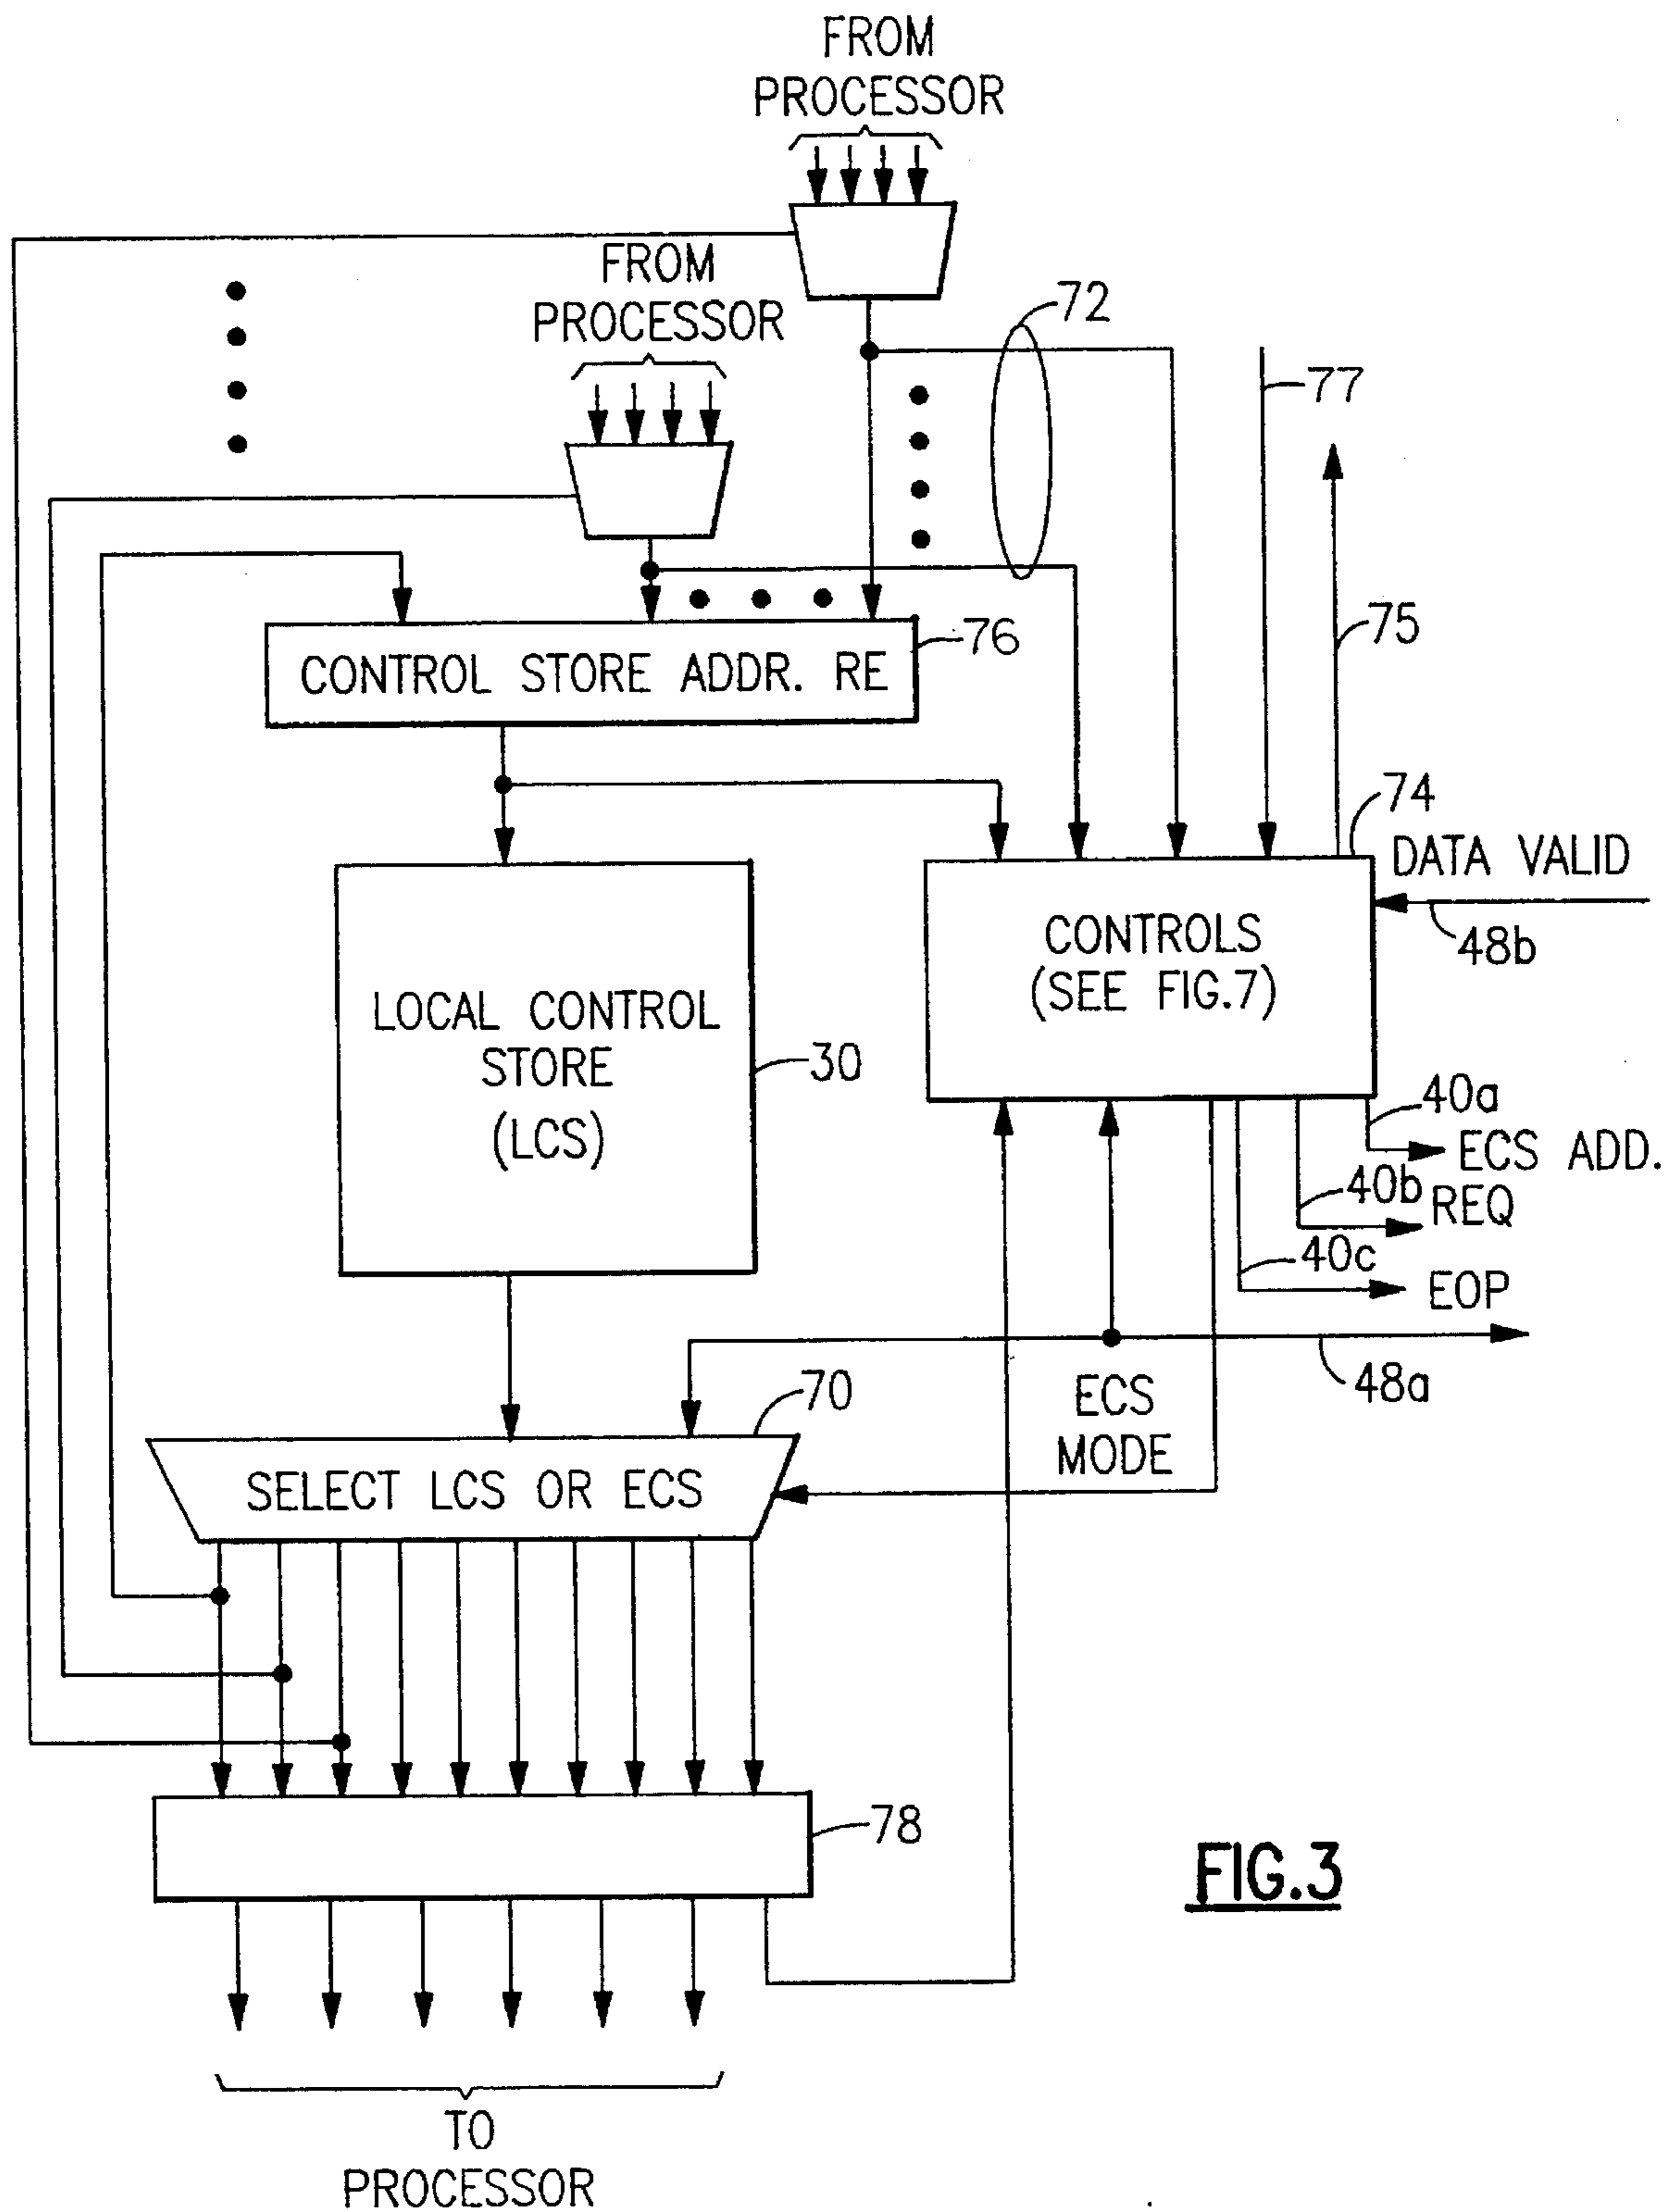 FROM
PROCESSOR
FROM
PROCESSOR
72
77
75
76
CONTROL STORE ADDR. RE
74
DATA VALID
48b
CONTROLS
(SEE FIG.7)
LOCAL CONTROL
STORE
(LCS)
30
40a
ECS ADD.
40b
REQ
40c
EOP
48a
ECS
MODE
70
SELECT LCS OR ECS
78
FIG.3
TO
PROCESSOR